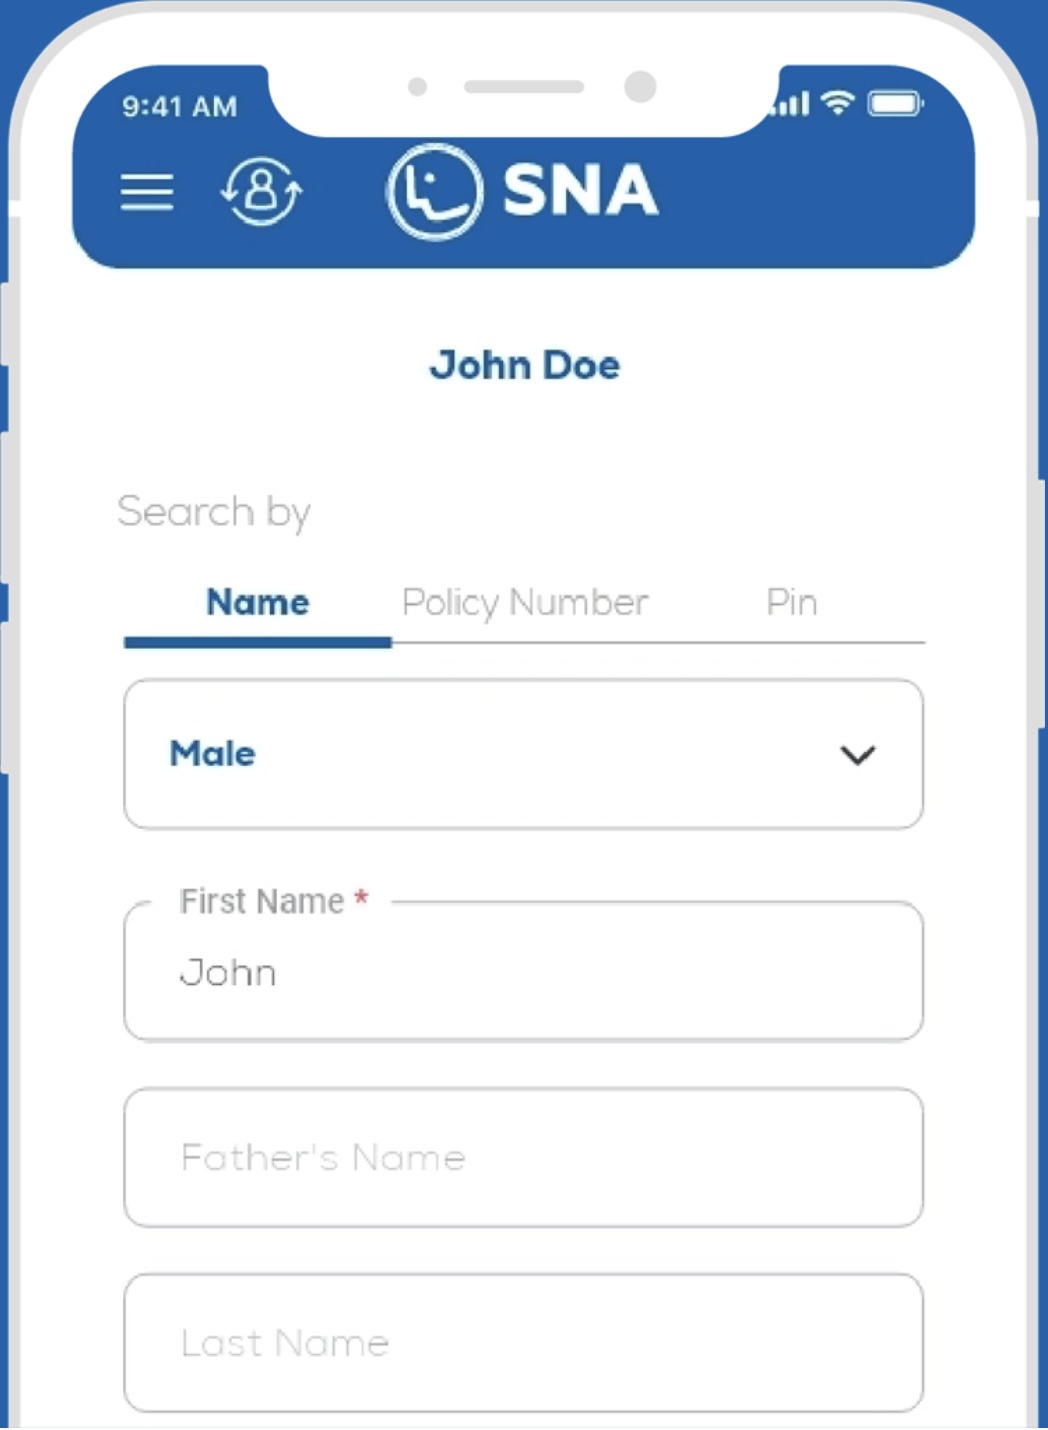 9:41 AM
SNA
John Doe
Search by
Name Policy Number Pin
Male
First Name *
John
Father's Name
Last Name